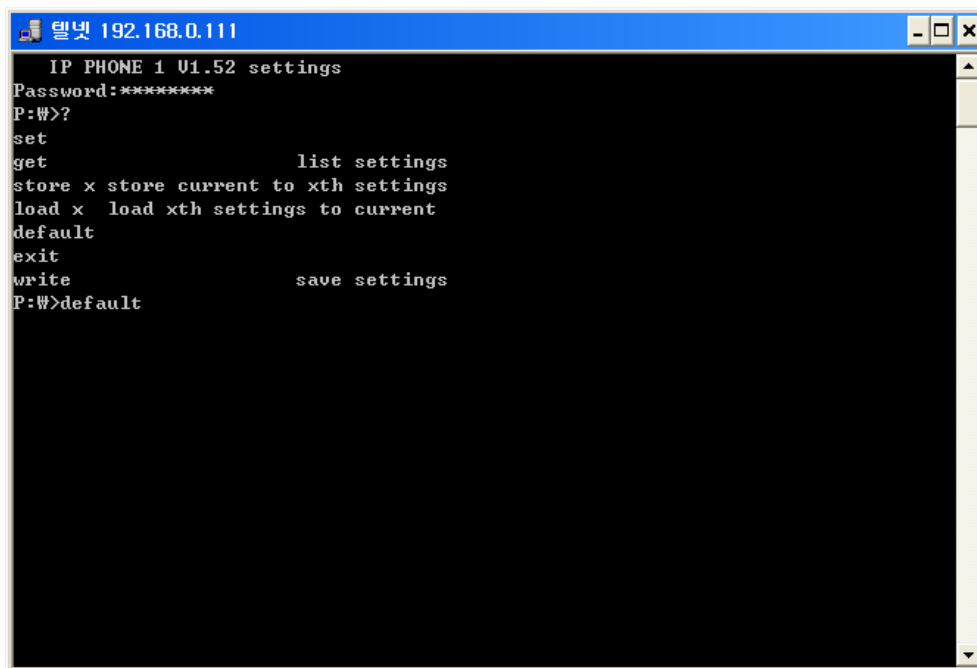 텔넷 192.168.0.111
IP PHONE 1 V1.52 settings
Password:********
P:₩>?
set
get list settings
store x store current to xth settings
load x load xth settings to current
default
exit
write save settings
P:₩>default